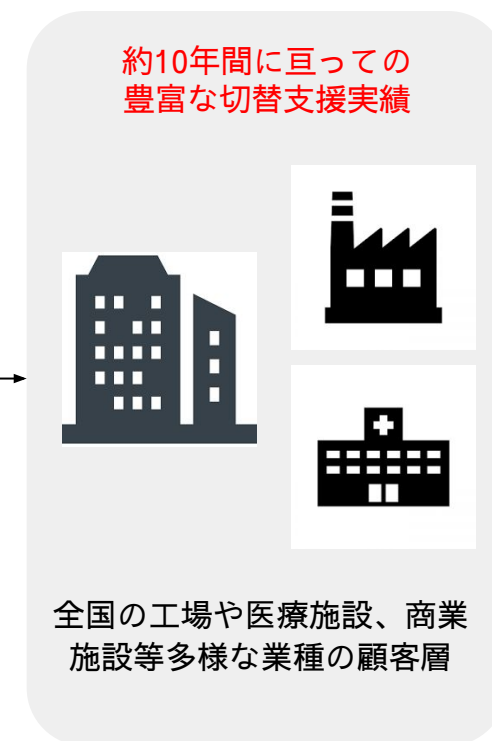 約10年間に亘っての
豊富な切替支援実績
全国の工場や医療施設、商業
施設等多様な業種の顧客層